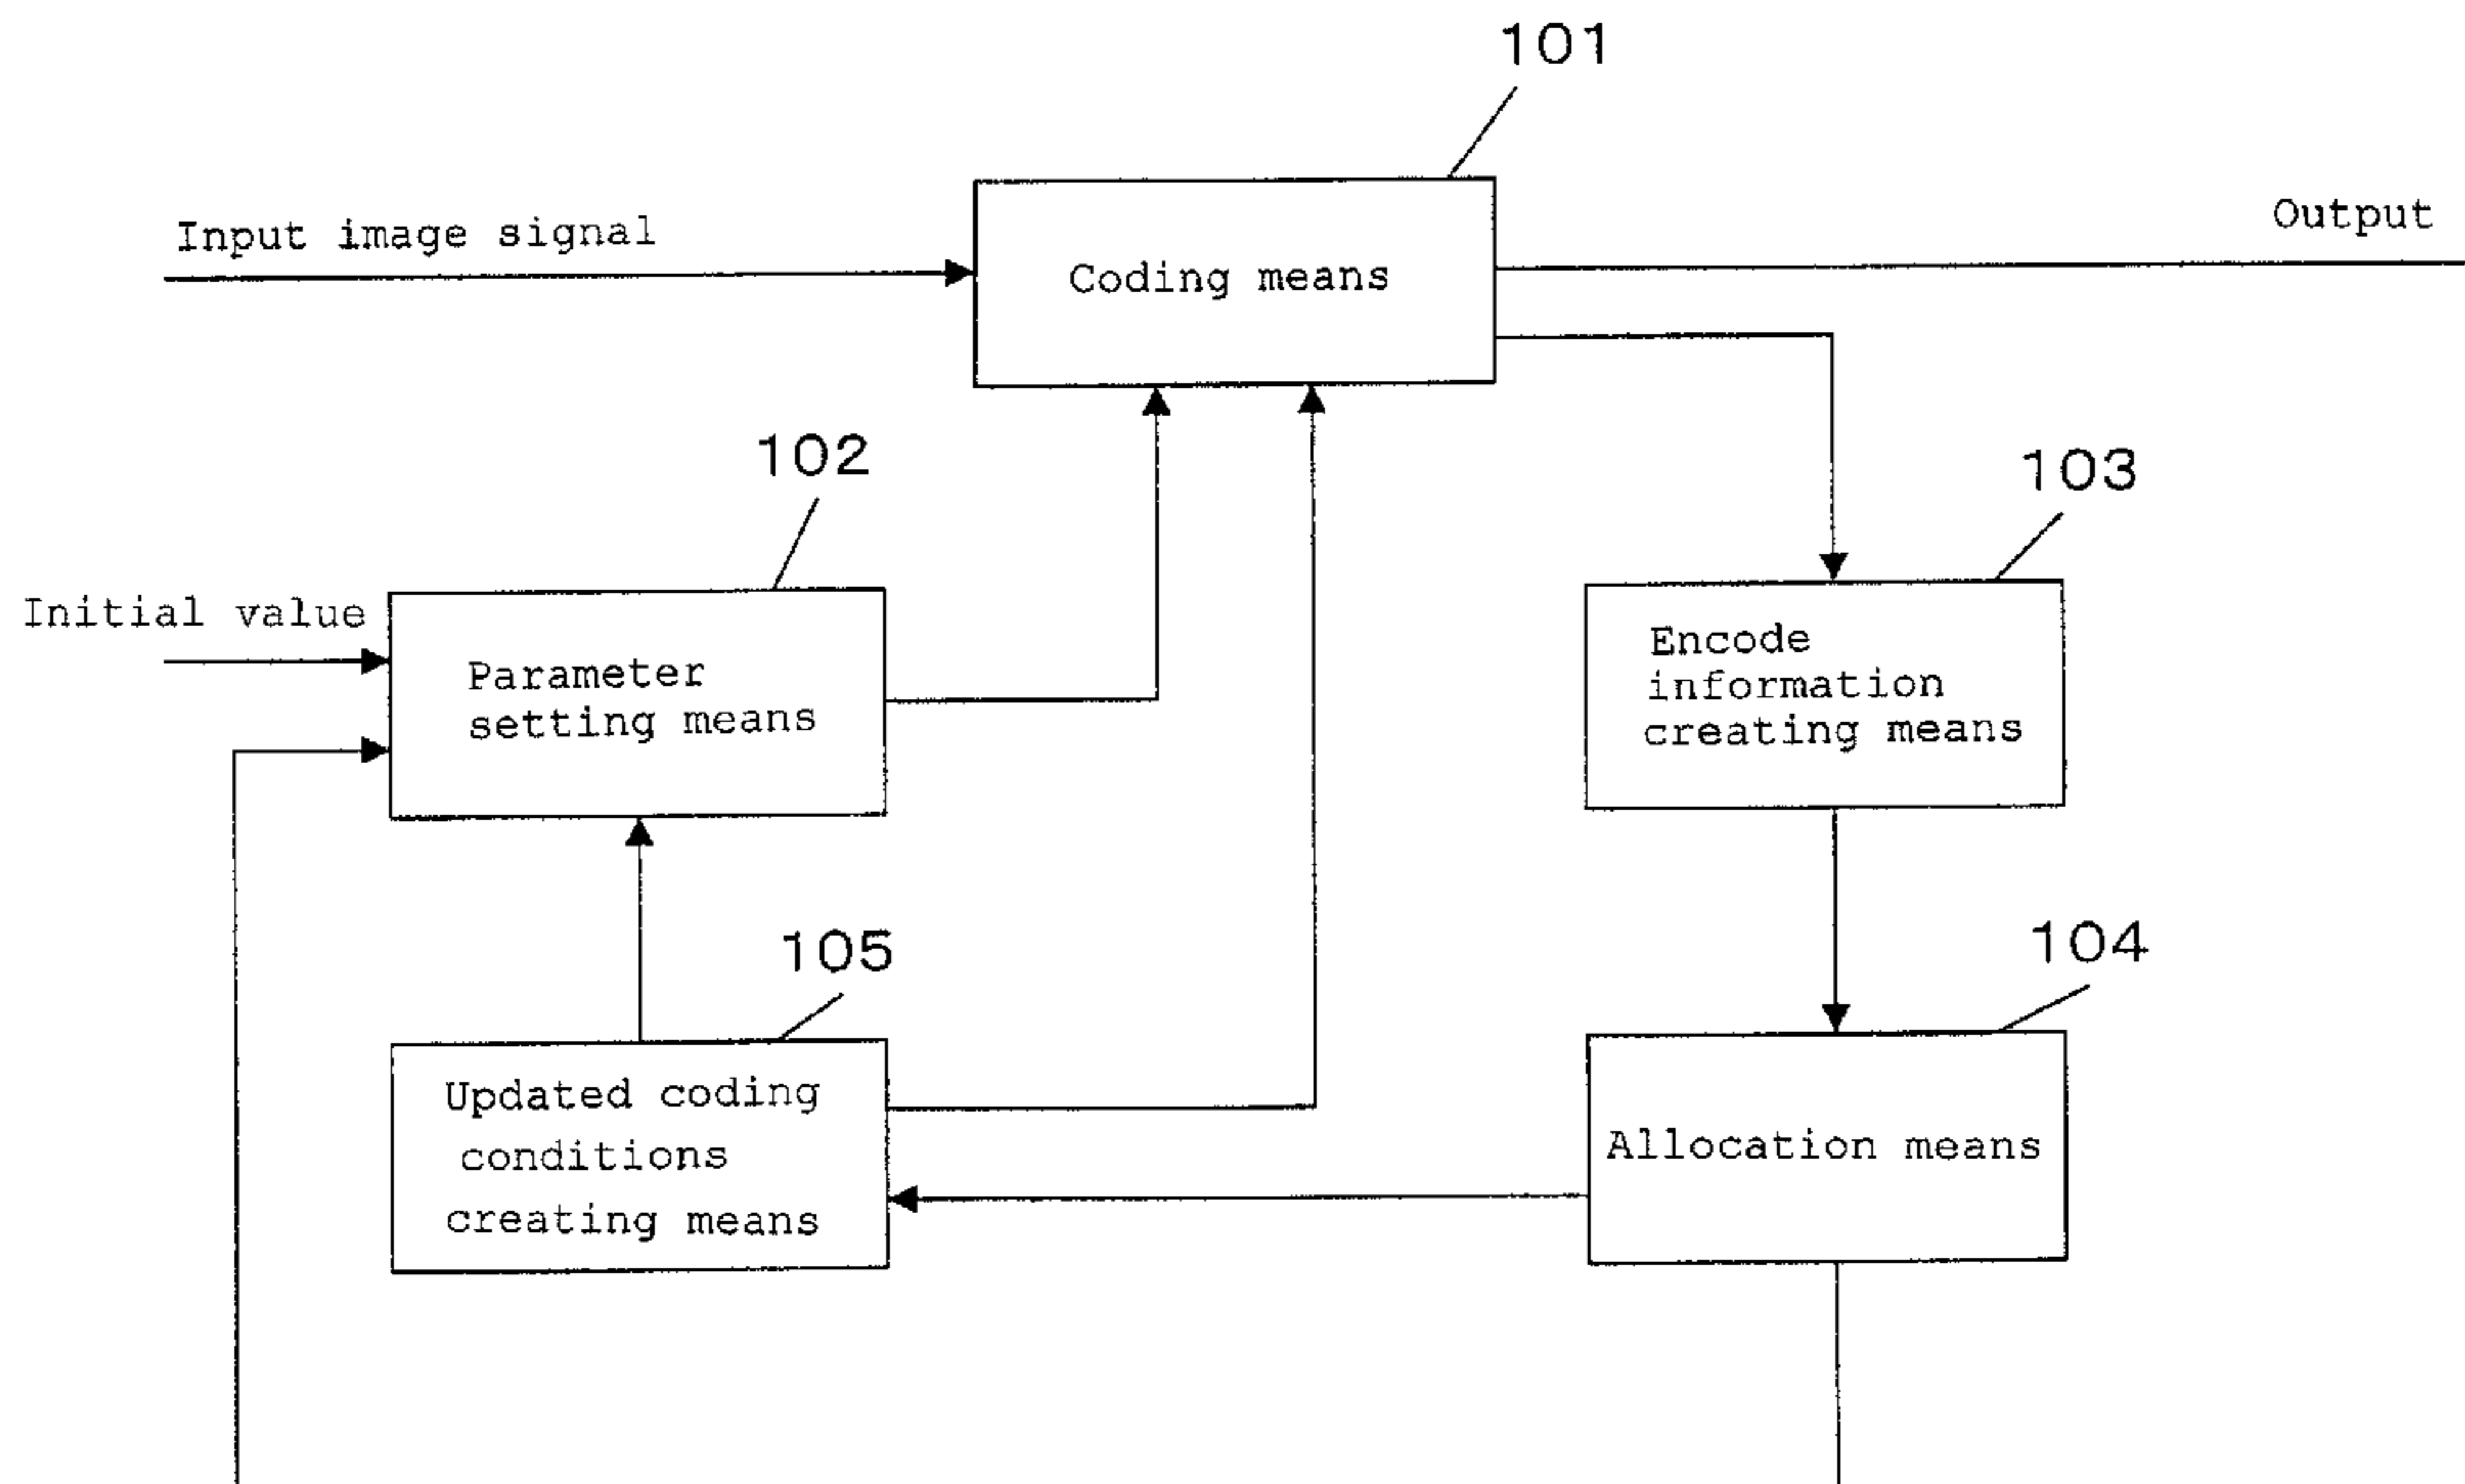 101
Input image signal
Output
Coding means
102
103
Initial value
Parameter
setting means
Encode
information
creating means
105
104
Updated coding
conditions
creating means
Allocation means